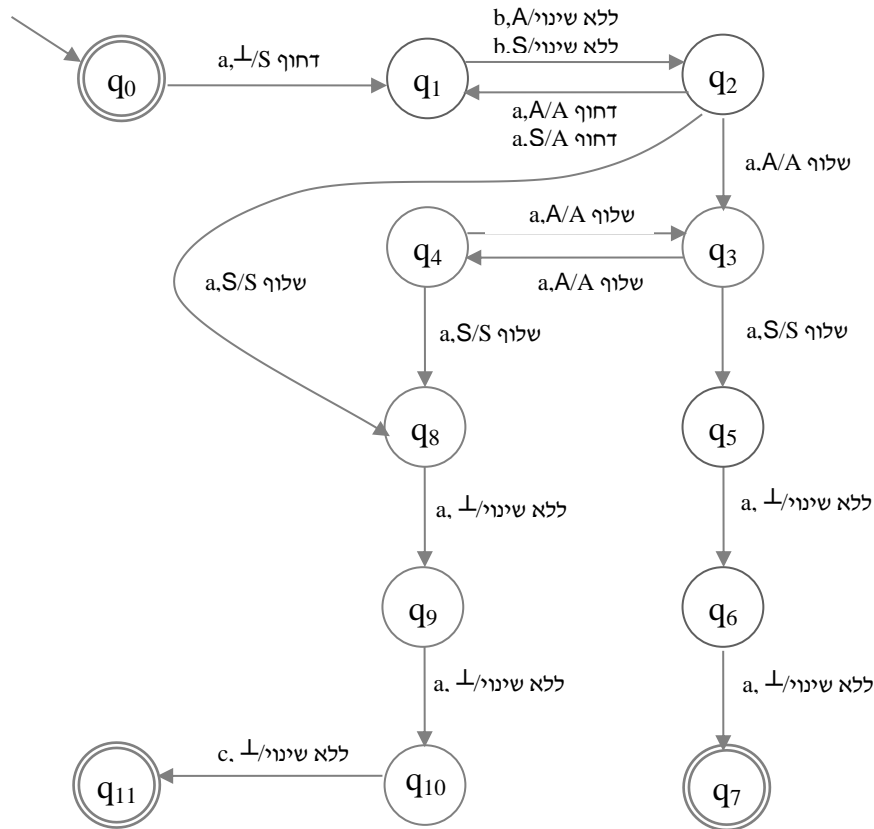 b,A/ללא שינוי
b,S/ללא שינוי
a,⊥/S דחוף
q0
q1
q2
a,A/A דחוף
a,S/A דחוף
a,A/A שלוף
a,A/A שלוף
q4
q3
a,A/A שלוף
a,S/S שלוף
a,S/S שלוף
a,S/S שלוף
q8
q5
a, ⊥/ללא שינוי
a, ⊥/ללא שינוי
q9
q6
a, ⊥/ללא שינוי
a, ⊥/ללא שינוי
c, ⊥/ללא שינוי
q11
q10
q7